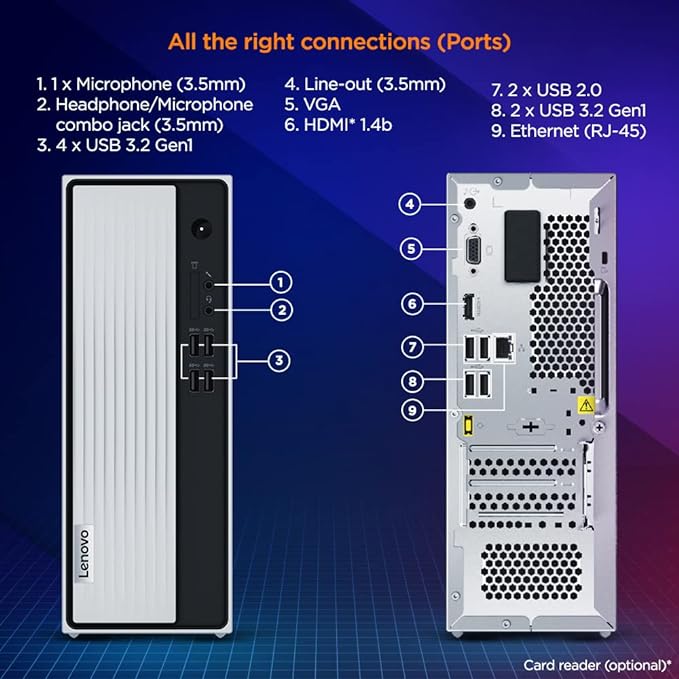 All the right connections (Ports)
1. 1 x Microphone (3.5mm)
2. Headphone/Microphone
combo jack (3.5mm)
3. 4 x USB 3.2 Gen1
4. Line-out (3.5mm)
5. VGA
6. HDMI* 1.4b
7. 2 x USB 2.0
8. 2 x USB 3.2 Gen1
9. Ethernet (RJ-45)
1
2
3
Lenovo
4
5
6
7
8
9
Card reader (optional)*